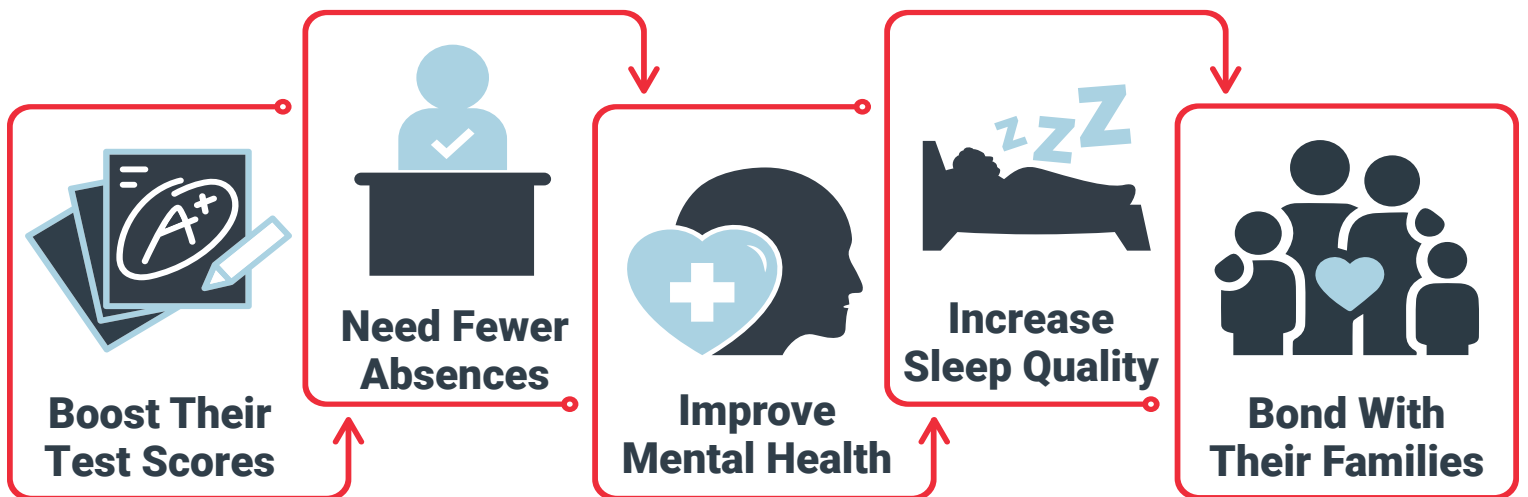 A+
Boost Their
Test Scores
Need Fewer
Absences
Improve
Mental Health
z z z
Increase
Sleep Quality
Bond With
Their Families